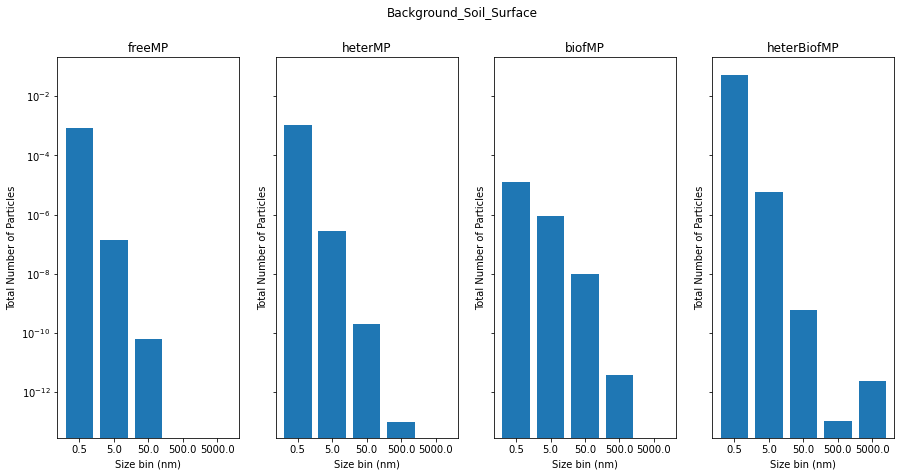 Background_Soil_Surface
freeMP
heterMP
biofMP
heterBiofMP
Total Number of Particles
10⁻²
10⁻⁴
10⁻⁶
10⁻⁸
10⁻¹⁰
10⁻¹²
Total Number of Particles
Total Number of Particles
Total Number of Particles
0.5 5.0 50.0 500.0 5000.0
0.5 5.0 50.0 500.0 5000.0
0.5 5.0 50.0 500.0 5000.0
0.5 5.0 50.0 500.0 5000.0
Size bin (nm)
Size bin (nm)
Size bin (nm)
Size bin (nm)